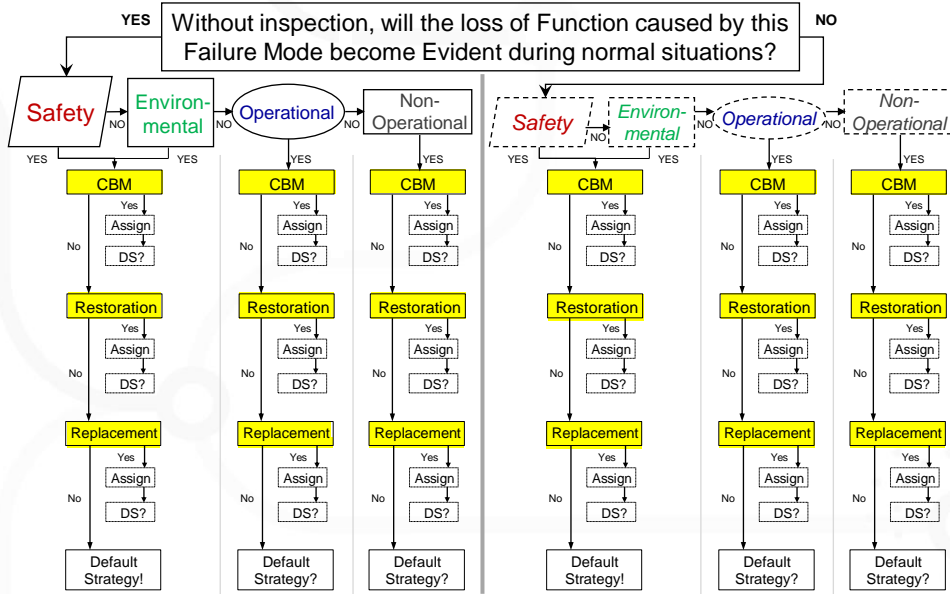 YES
Without inspection, will the loss of Function caused by this
Failure Mode become Evident during normal situations?
NO
Safety
NO
Environ-
mental
NO
Operational
NO
Non-
Operational
Safety
NO
Environ-
mental
NO
Operational
NO
Non-
Operational
YES
YES
YES
YES
YES
YES
YES
YES
CBM
CBM
CBM
CBM
CBM
CBM
Yes
Yes
Yes
Yes
Yes
Yes
Assign
Assign
Assign
Assign
Assign
Assign
No
No
No
No
No
No
DS?
DS?
DS?
DS?
DS?
DS?
Restoration
Restoration
Restoration
Restoration
Restoration
Restoration
Yes
Yes
Yes
Yes
Yes
Yes
Assign
Assign
Assign
Assign
Assign
Assign
No
No
No
No
No
No
DS?
DS?
DS?
DS?
DS?
DS?
Replacement
Replacement
Replacement
Replacement
Replacement
Replacement
Yes
Yes
Yes
Yes
Yes
Yes
Assign
Assign
Assign
Assign
Assign
Assign
No
No
No
No
No
No
DS?
DS?
DS?
DS?
DS?
DS?
Default
Strategy!
Default
Strategy?
Default
Strategy?
Default
Strategy!
Default
Strategy?
Default
Strategy?